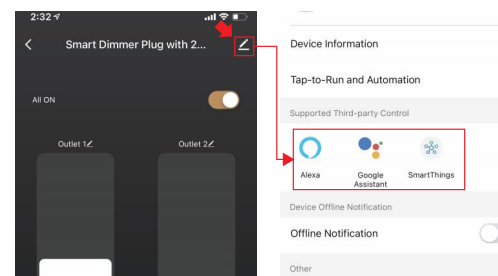 2:32
Smart Dimmer Plug with 2...
All ON
Outlet 1
Outlet 2
Device Information
Tap-to-Run and Automation
Supported Third-party Control
Alexa
Google
Assistant
SmartThings
Device Offline Notification
Offline Notification
Other